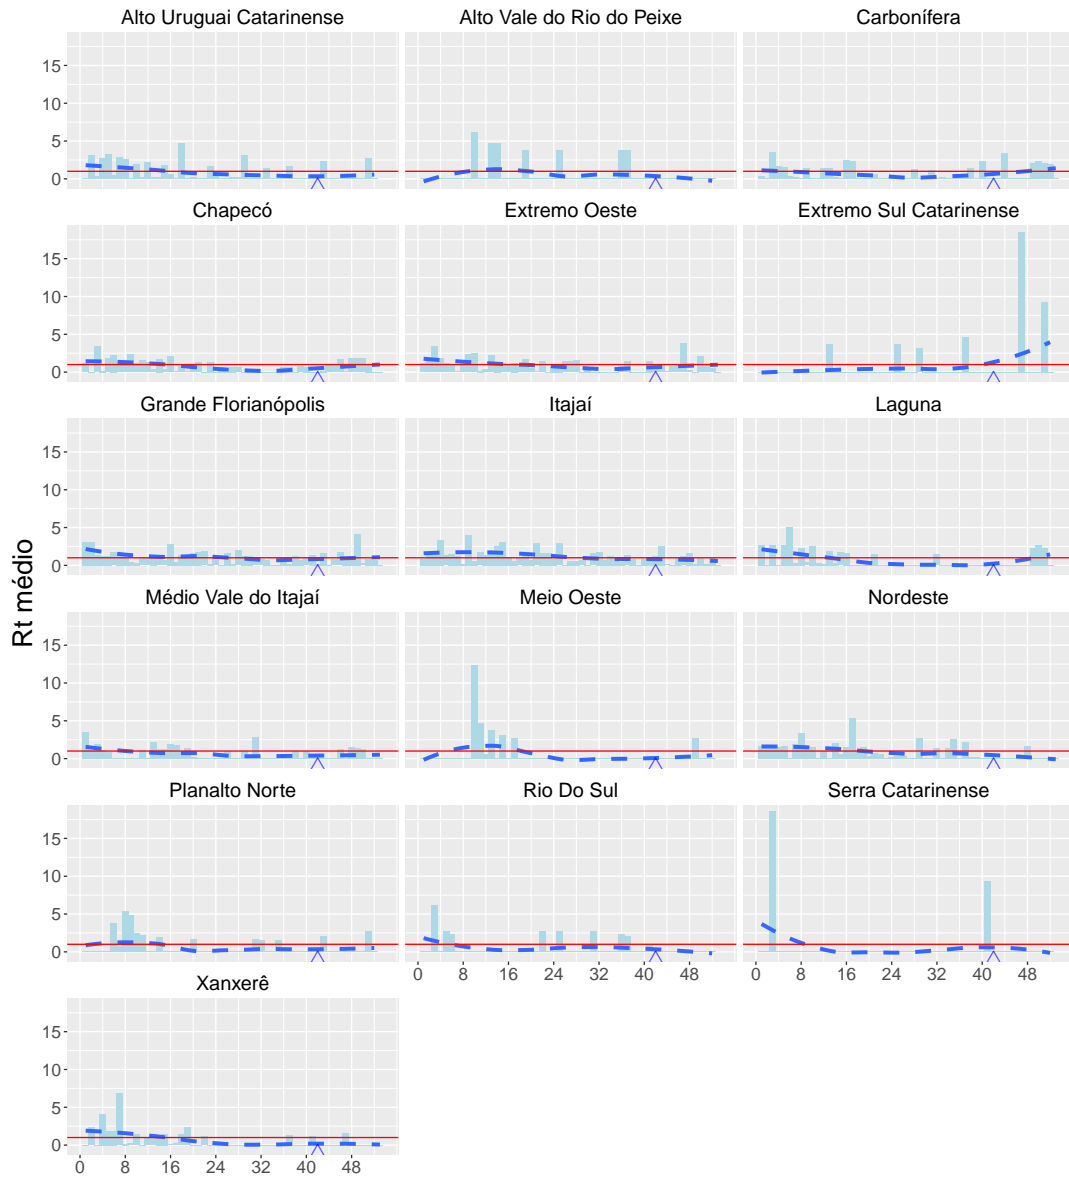 Alto Uruguai Catarinense Alto Vale do Rio do Peixe Carbonífera
15
10
5
0
Chapecó Extremo Oeste Extremo Sul Catarinense
15
10
5
0
Grande Florianópolis Itajaí Laguna
15
10
5
0
Rt médio
Médio Vale do Itajaí Meio Oeste Nordeste
15
10
5
0
Planalto Norte Rio Do Sul Serra Catarinense
15
10
5
0
0 8 16 24 32 40 48 0 8 16 24 32 40 48
Xanxerê
15
10
5
0
0 8 16 24 32 40 48